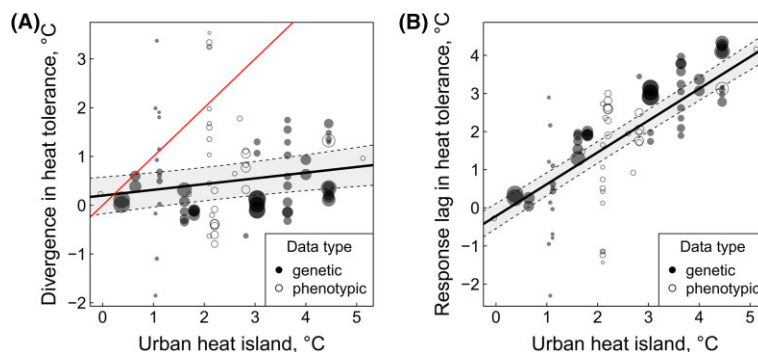 (A)
Divergence in heat tolerance, °C
3
2
1
0
−1
−2
0 1 2 3 4 5
Urban heat island, °C
Data type
genetic
phenotypic
(B)
Response lag in heat tolerance, °C
4
3
2
1
0
−1
−2
0 1 2 3 4 5
Urban heat island, °C
Data type
genetic
phenotypic